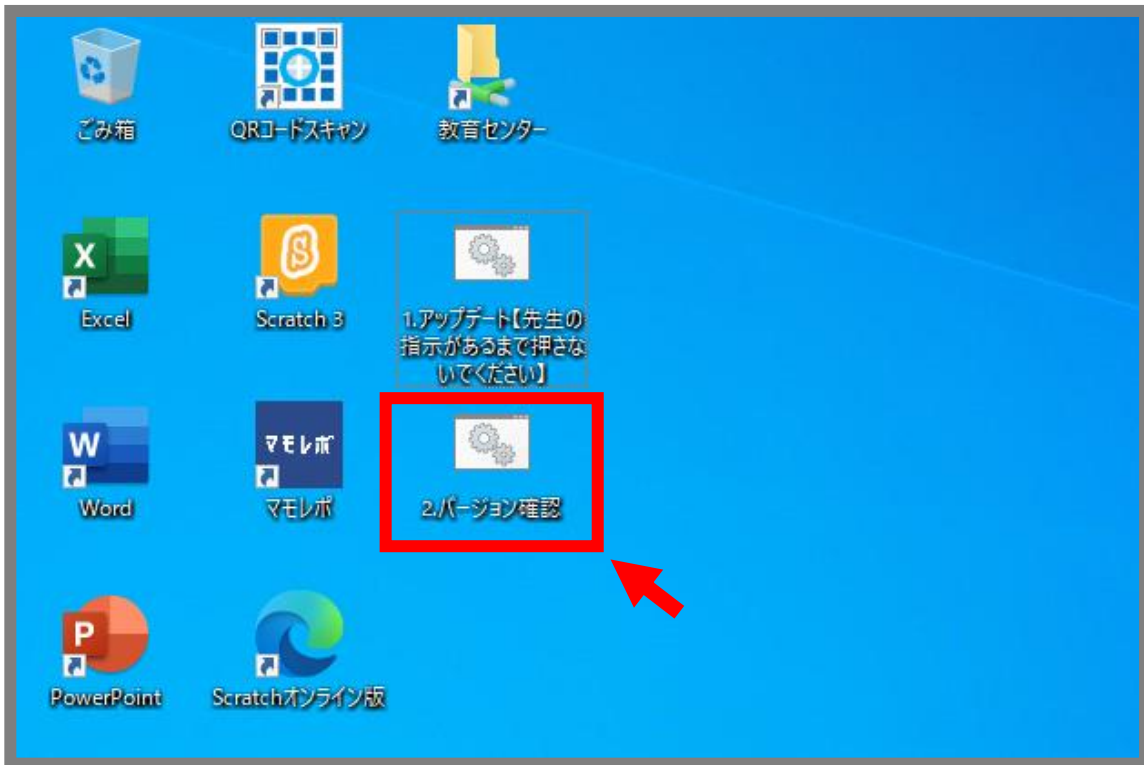 ごみ箱
QRコードスキャン
教育センター
Excel
Scratch 3
1.アップデート【先生の
指示があるまで押さな
いでください】
Word
マモレポ
マモレポ
2.バージョン確認
PowerPoint
Scratchオンライン版